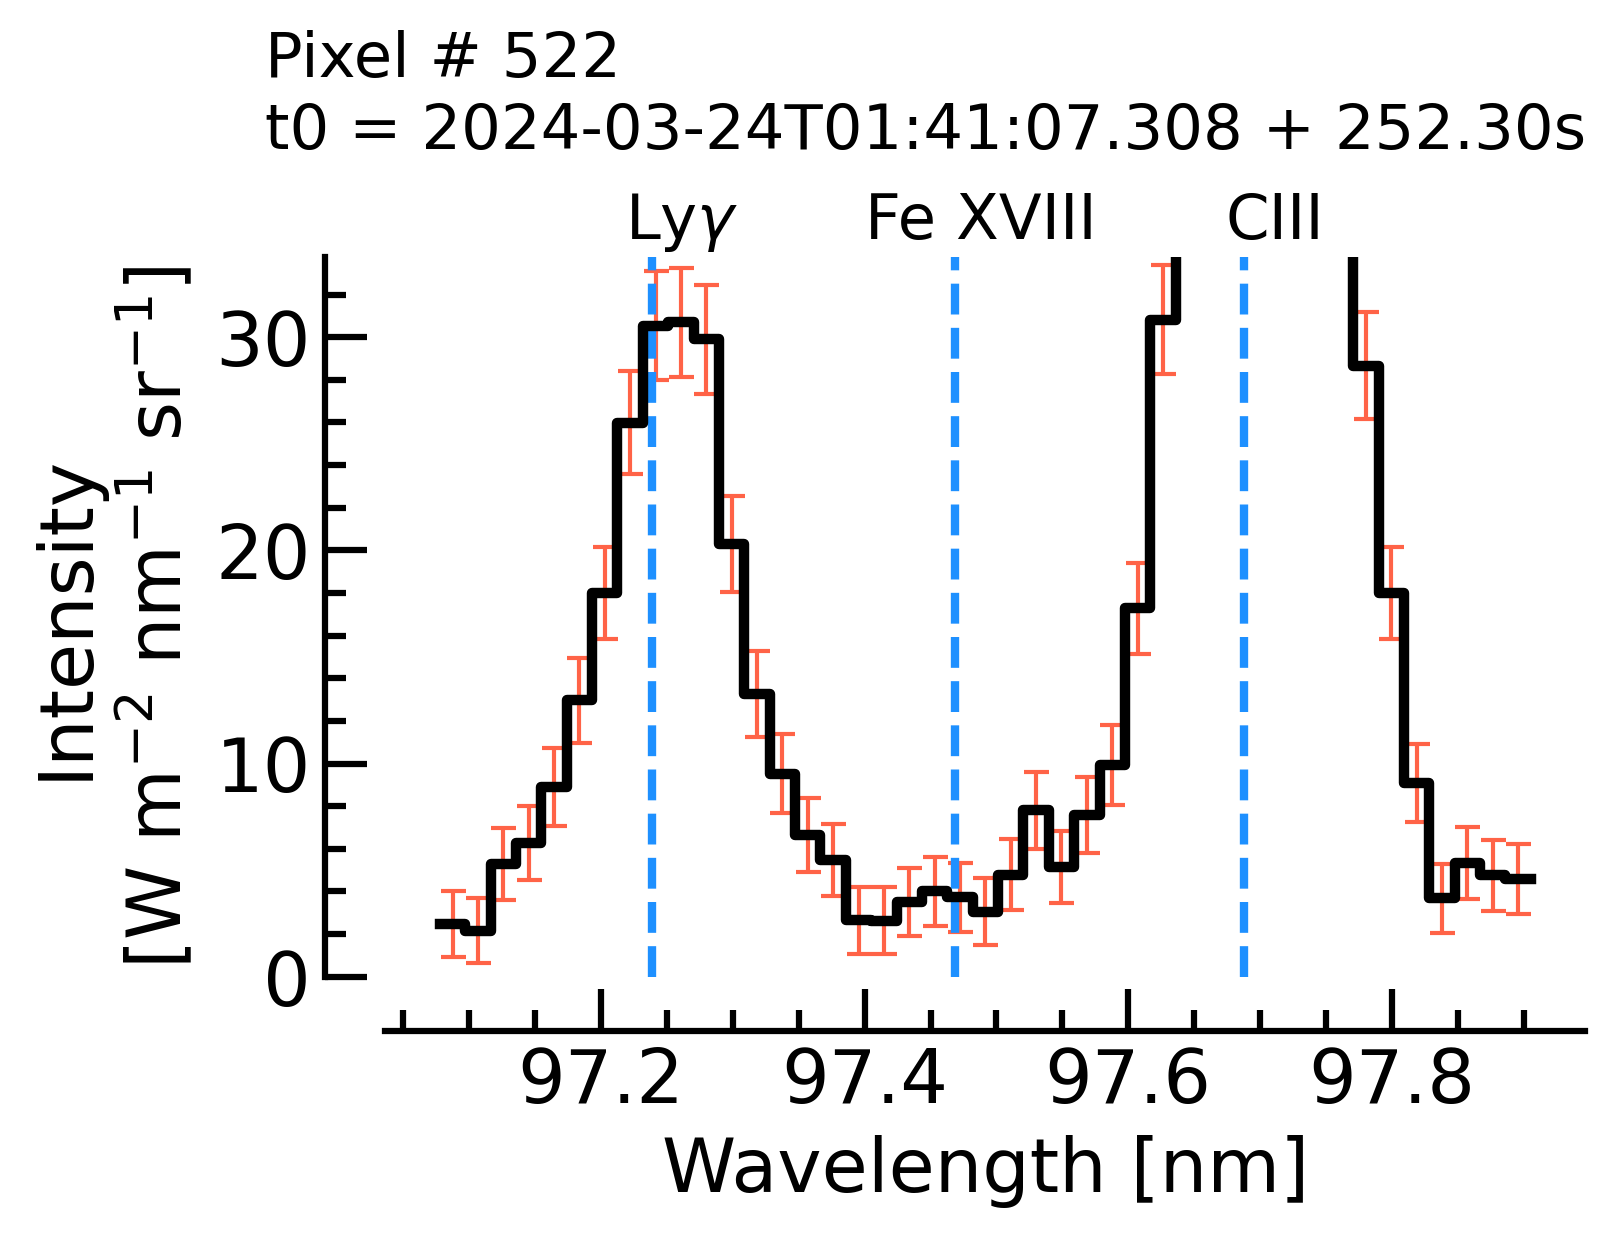 Pixel # 522
t0 = 2024-03-24T01:41:07.308 + 252.30s
Lyγ Fe XVIII CIII
Intensity
[W m⁻² nm⁻¹ sr⁻¹]
30
20
10
0
97.2 97.4 97.6 97.8
Wavelength [nm]